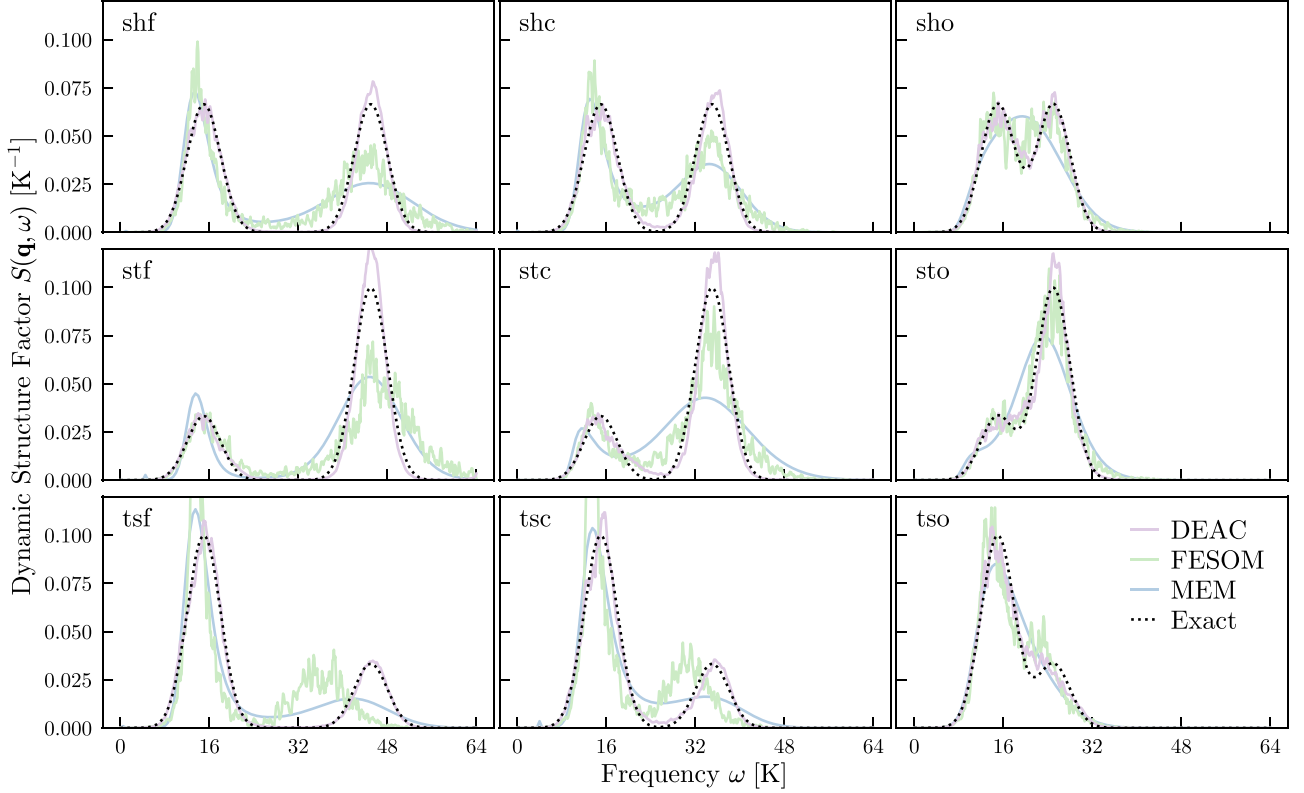 Dynamic Structure Factor S(q, ω) [K⁻¹]
shf
shc
sho
0.100
0.075
0.050
0.025
0.000
stf
stc
sto
0.100
0.075
0.050
0.025
0.000
tsf
tsc
tso
0.100
0.075
0.050
0.025
0.000
DEAC
FESOM
MEM
Exact
0 16 32 48 64
0 16 32 48 64
0 16 32 48 64
Frequency ω [K]